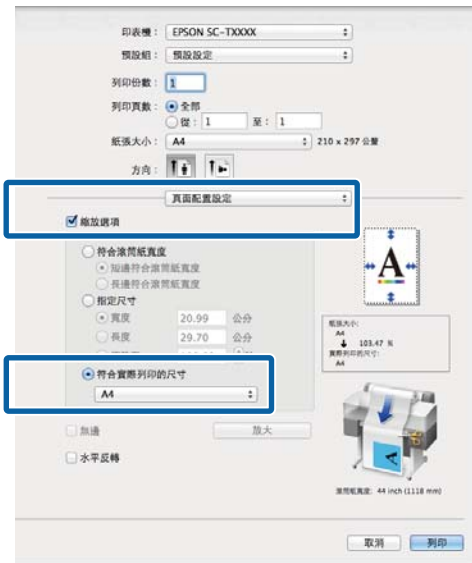 印表機： EPSON SC-TXXXX
預設組： 預設設定
列印份數： 1
列印頁數： 全部
從： 1 至： 1
紙張大小： A4 210 x 297 公釐
方向：
頁面配置設定
縮放選項
符合滾筒紙寬度
短邊符合滾筒紙寬度
長邊符合滾筒紙寬度
指定尺寸
寬度 20.99 公分
長度 29.70 公分
符合實際列印的尺寸
A4
無邊 放大
水平反轉
A
紙張大小:
A4
103.47 %
實際列印的尺寸:
A4
滾筒紙寬度: 44 inch (1118 mm)
取消 列印